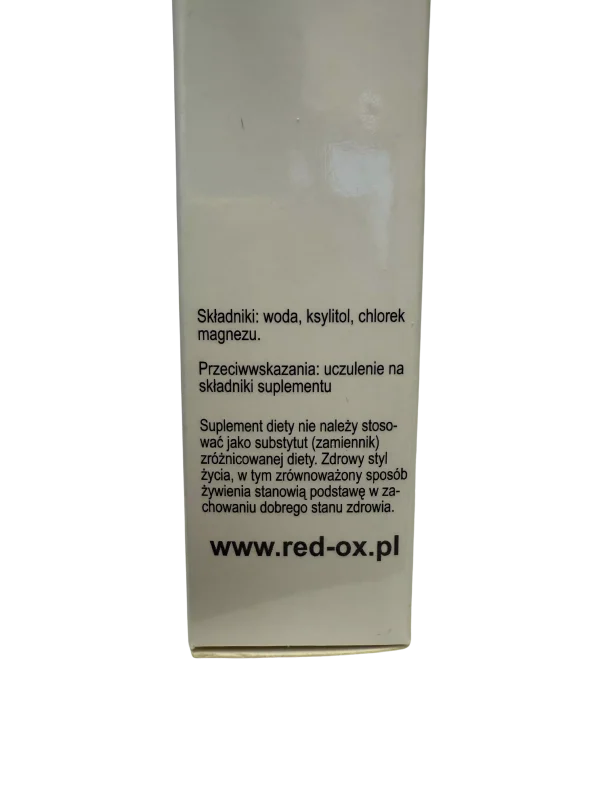 Składniki: woda, ksylitol, chlorek
magnezu.
Przeciwwskazania: uczulenie na
składniki suplementu
Suplement diety nie należy stoso-
wać jako substytut (zamiennik)
zróżnicowanej diety. Zdrowy styl
życia, w tym zrównoważony sposób
żywienia stanowią podstawę w za-
chowaniu dobrego stanu zdrowia.
www.red-ox.pl